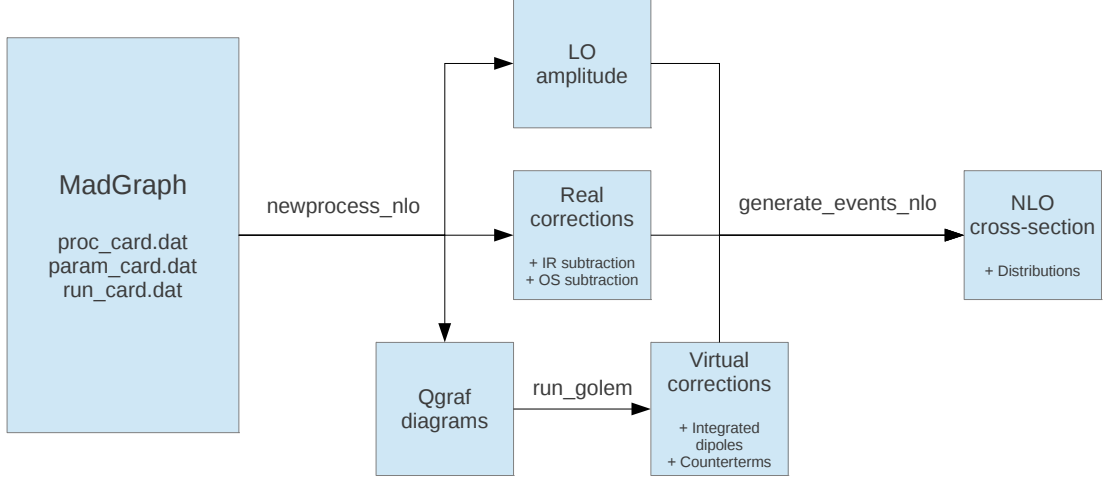 MadGraph
proc_card.dat
param_card.dat
run_card.dat
newprocess_nlo
LO
amplitude
Real
corrections
+ IR subtraction
+ OS subtraction
Qgraf
diagrams
run_golem
Virtual
corrections
+ Integrated
dipoles
+ Counterterms
generate_events_nlo
NLO
cross-section
+ Distributions